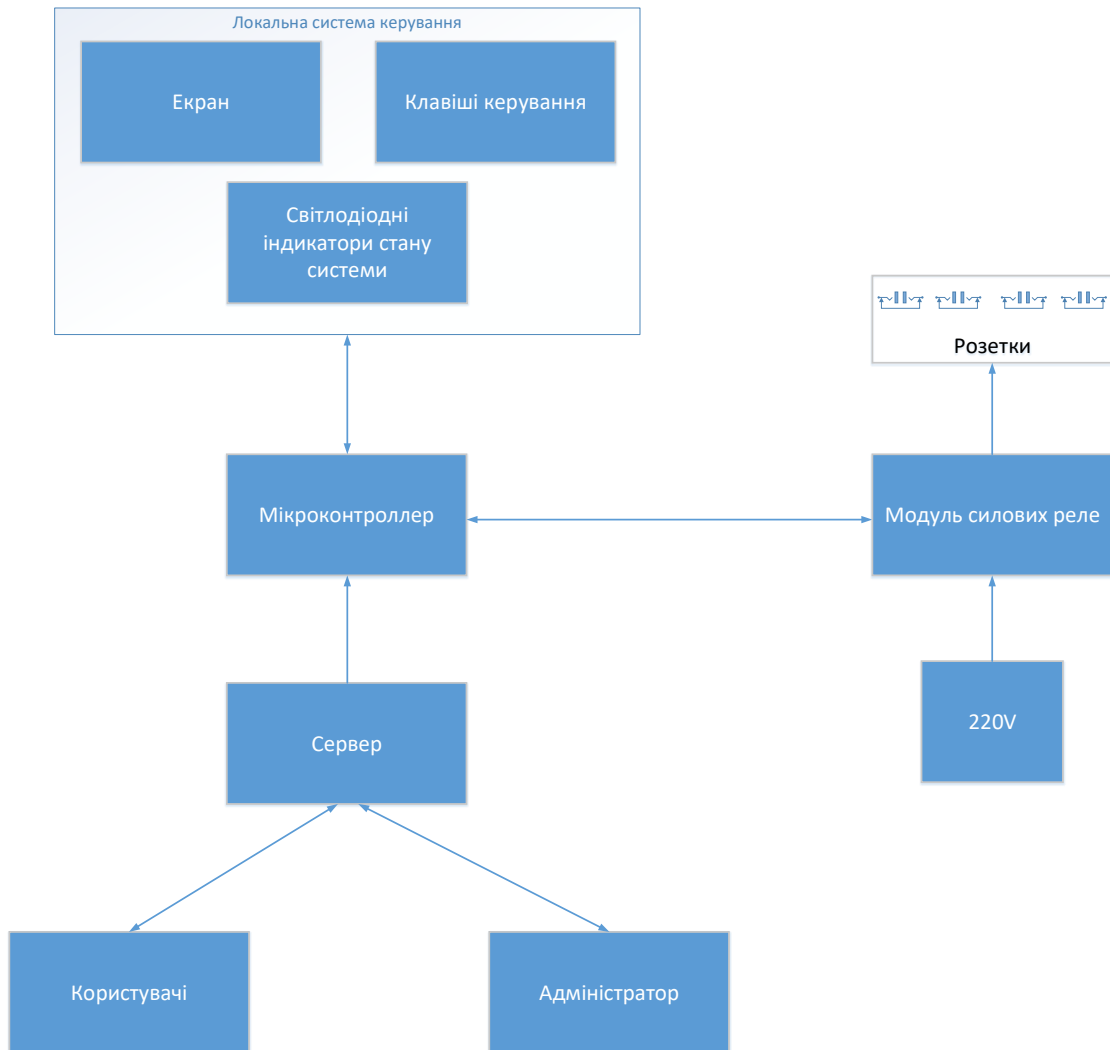 Локальна система керування
Екран
Клавіші керування
Світлодіодні
індикатори стану
системи
Розетки
Мікроконтроллер
Модуль силових реле
Сервер
220V
Користувачі
Адміністратор